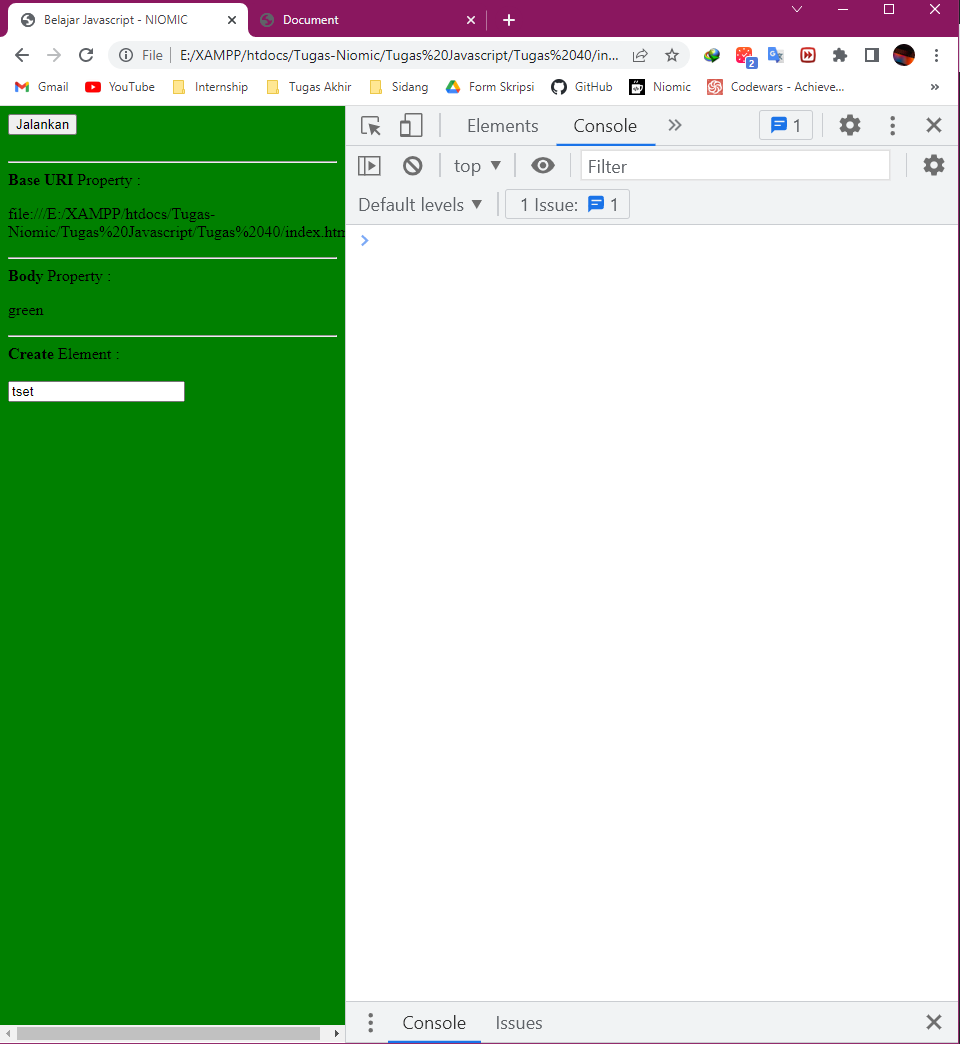 Belajar Javascript - NIOMIC
Document
File
E:/XAMPP/htdocs/Tugas-Niomic/Tugas%20Javascript/Tugas%2040/in...
2
Gmail
YouTube
Internship
Tugas Akhir
Sidang
Form Skripsi
GitHub
Niomic
Codewars - Achieve...
»
Jalankan
Base URI Property :
file:///E:/XAMPP/htdocs/Tugas-
Niomic/Tugas%20Javascript/Tugas%2040/index.htm
Body Property :
green
Create Element :
tset
Elements
Console
1
top
Filter
Default levels
1 Issue:
1
Console
Issues